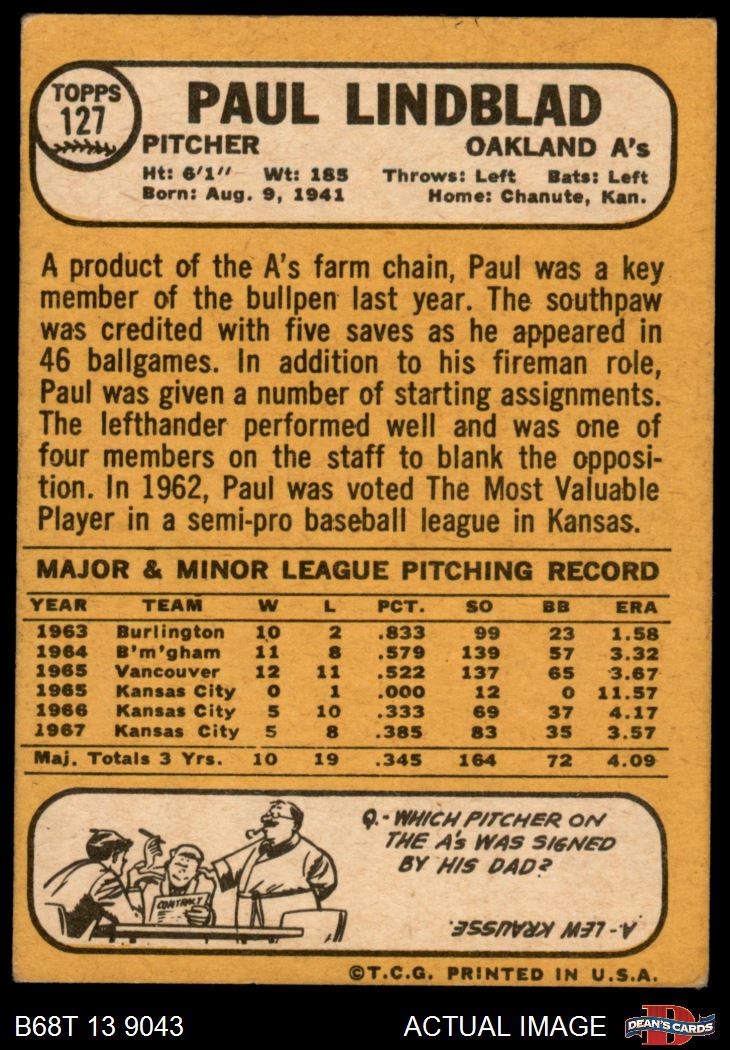 TOPPS
127
PAUL LINDBLAD
PITCHER OAKLAND A's
Ht: 6'1" Wt: 185 Throws: Left Bats: Left
Born: Aug. 9, 1941 Home: Chanute, Kan.
A product of the A's farm chain, Paul was a key
member of the bullpen last year. The southpaw
was credited with five saves as he appeared in
46 ballgames. In addition to his fireman role,
Paul was given a number of starting assignments.
The lefthander performed well and was one of
four members on the staff to blank the opposi-
tion. In 1962, Paul was voted The Most Valuable
Player in a semi-pro baseball league in Kansas.
MAJOR & MINOR LEAGUE PITCHING RECORD
YEAR TEAM W L PCT. SO BB ERA
1963 Burlington 10 2 .833 99 23 1.58
1964 B'm'gham 11 8 .579 139 57 3.32
1965 Vancouver 12 11 .522 137 65 3.67
1965 Kansas City 0 1 .000 12 0 11.57
1966 Kansas City 5 10 .333 69 37 4.17
1967 Kansas City 5 8 .385 83 35 3.57
Maj. Totals 3 Yrs. 10 19 .345 164 72 4.09
CONTRACT
Q.- WHICH PITCHER ON
THE A's WAS SIGNED
BY HIS DAD?
A- LEW KRAUSSE.
©T.C.G. PRINTED IN U.S.A.
B68T 13 9043 ACTUAL IMAGE
D
DEAN'S CARDS